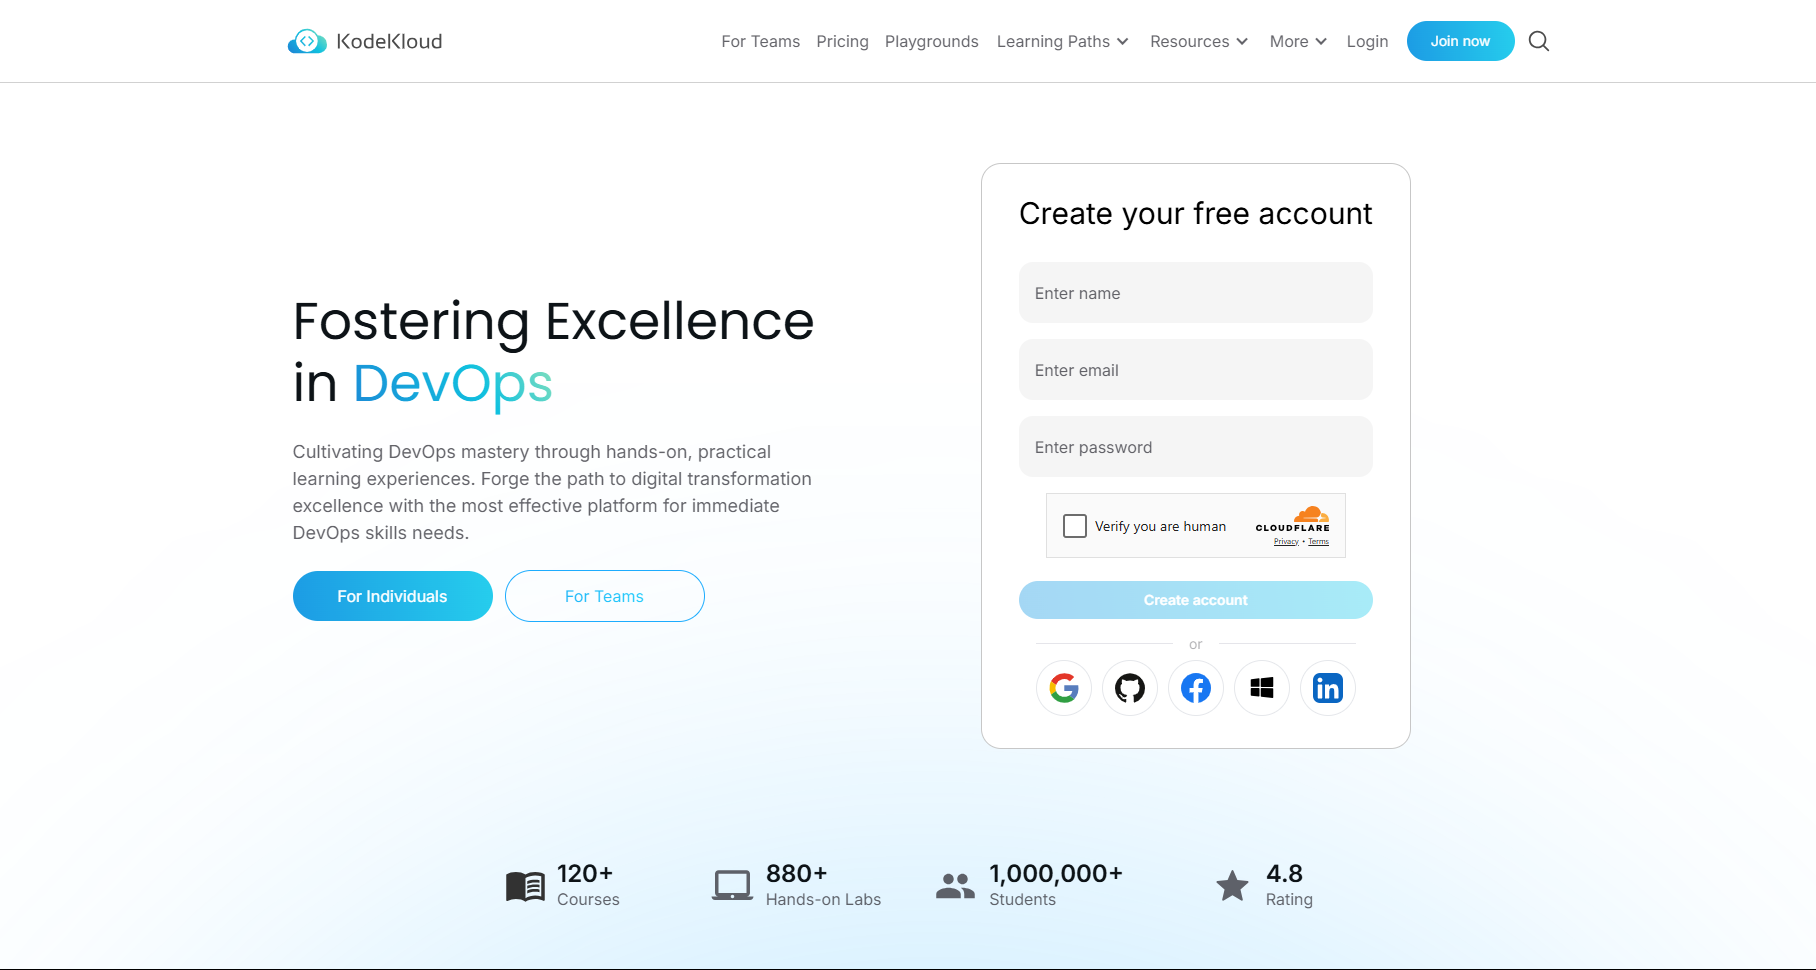 KodeKloud
For Teams
Pricing
Playgrounds
Learning Paths
Resources
More
Login
Join now
Fostering Excellence
in DevOps
Cultivating DevOps mastery through hands-on, practical
learning experiences. Forge the path to digital transformation
excellence with the most effective platform for immediate
DevOps skills needs.
For Individuals
For Teams
Create your free account
Enter name
Enter email
Enter password
Verify you are human
CLOUDFLARE
Privacy • Terms
Create account
or
120+
Courses
880+
Hands-on Labs
1,000,000+
Students
4.8
Rating